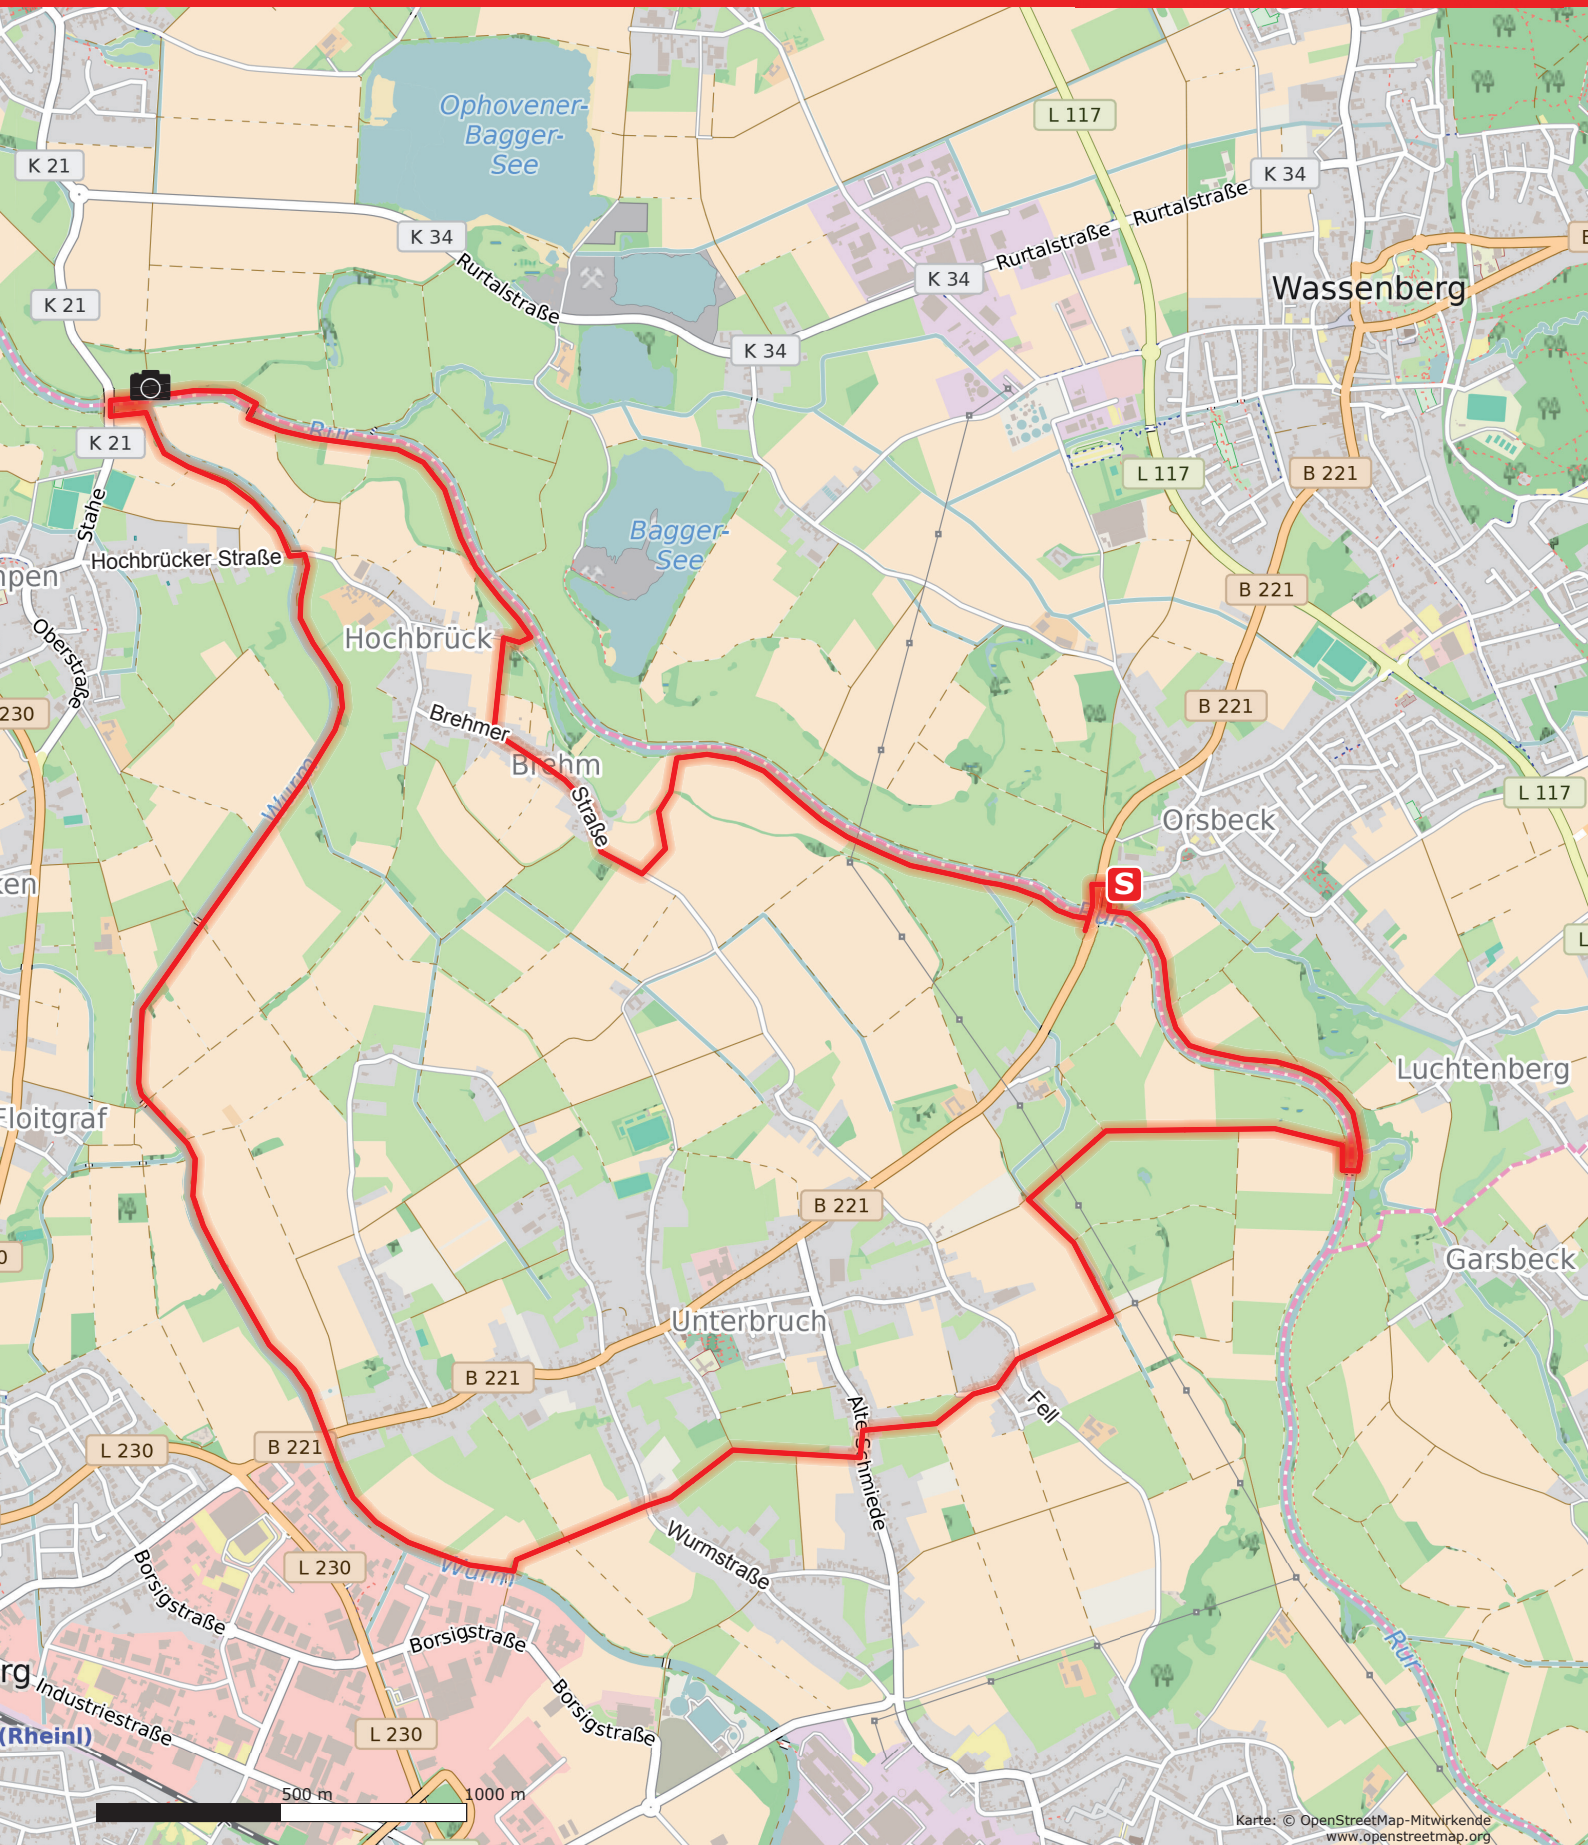 Ophovener-
Bagger-
See
L 117
K 21
K 34
K 34
Rurtalstraße
Rurtalstraße
Rurtalstraße
K 34
Wassenberg
K 21
K 34
Rur
K 21
L 117
B 221
Stahe
Bagger-
See
Hochbrücker Straße
B 221
Oberstraße
Hochbrück
230
B 221
Brehmer
Straße
Brehm
Wurm
L 117
Orsbeck
S
Rur
Luchtenberg
Floitgraf
B 221
Garsbeck
Unterbruch
B 221
Alte Schmiede
Fell
L 230
B 221
Wurmstraße
L 230
Wurm
Borsigstraße
Borsigstraße
Rur
rg
Industriestraße
Borsigstraße
(Rheinl)
L 230
500 m
1000 m
Karte: © OpenStreetMap-Mitwirkende
www.openstreetmap.org